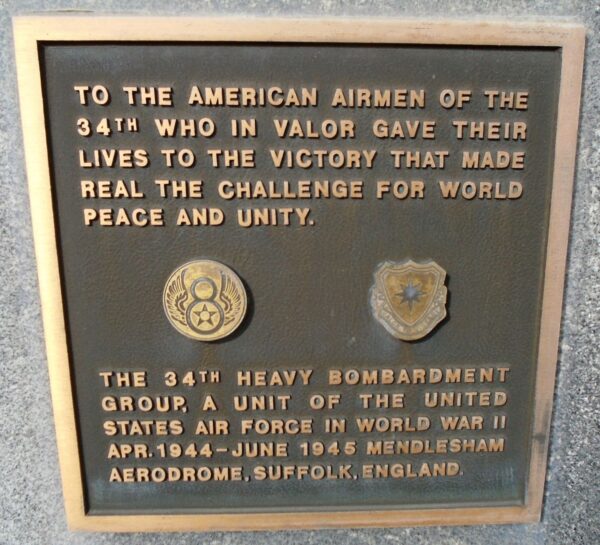 TO THE AMERICAN AIRMEN OF THE
34TH WHO IN VALOR GAVE THEIR
LIVES TO THE VICTORY THAT MADE
REAL THE CHALLENGE FOR WORLD
PEACE AND UNITY.
8
THE 34TH HEAVY BOMBARDMENT
GROUP, A UNIT OF THE UNITED
STATES AIR FORCE IN WORLD WAR II
APR. 1944-JUNE 1945 MENDLESHAM
AERODROME, SUFFOLK, ENGLAND.